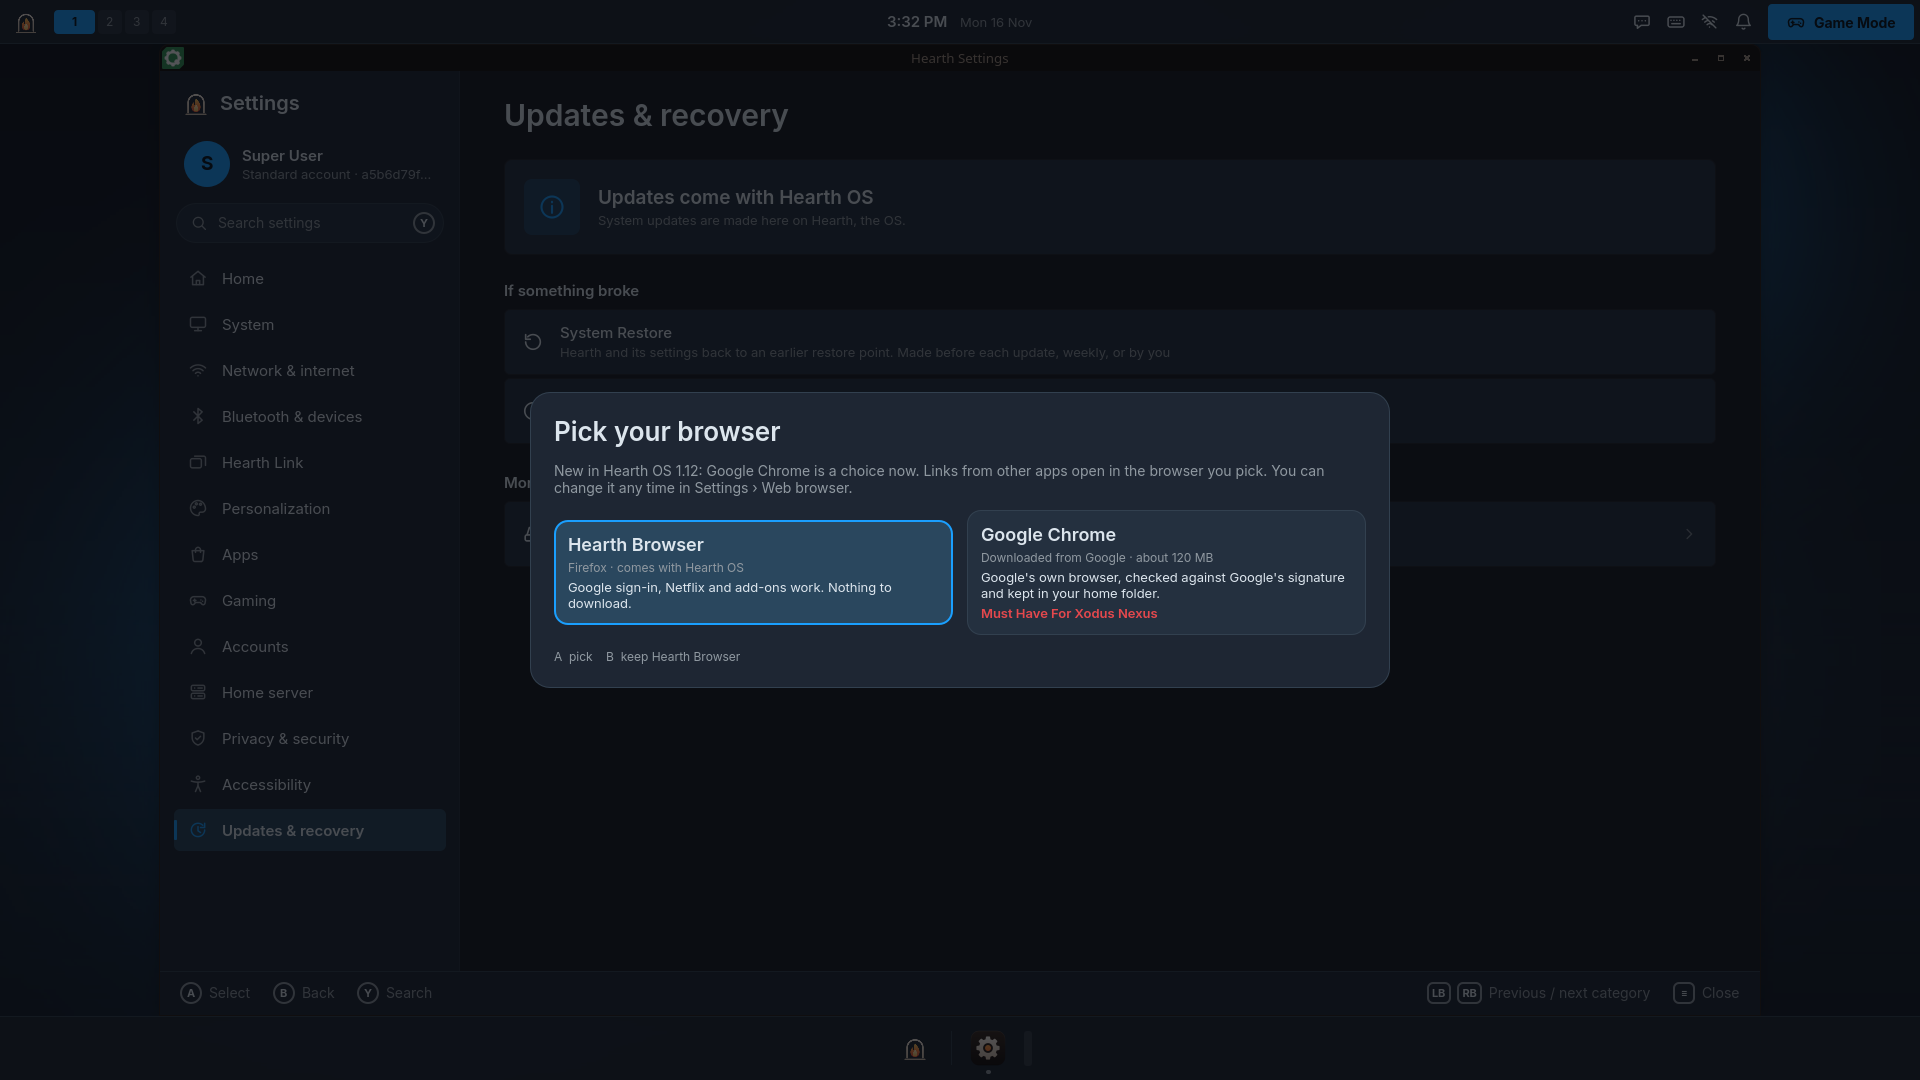 1 2 3 4
3:32 PM Mon 16 Nov
Game Mode
Hearth Settings
Settings
S
Super User
Standard account · a5b6d79f...
Search settings
Y
Home
System
Network & internet
Bluetooth & devices
Hearth Link
Personalization
Apps
Gaming
Accounts
Home server
Privacy & security
Accessibility
Updates & recovery
Updates & recovery
Updates come with Hearth OS
System updates are made here on Hearth, the OS.
If something broke
System Restore
Hearth and its settings back to an earlier restore point. Made before each update, weekly, or by you
Pick your browser
New in Hearth OS 1.12: Google Chrome is a choice now. Links from other apps open in the browser you pick. You can
change it any time in Settings › Web browser.
Hearth Browser
Firefox · comes with Hearth OS
Google sign-in, Netflix and add-ons work. Nothing to
download.
Google Chrome
Downloaded from Google · about 120 MB
Google's own browser, checked against Google's signature
and kept in your home folder.
Must Have For Xodus Nexus
A pick B keep Hearth Browser
A Select B Back Y Search
LB RB Previous / next category ≡ Close